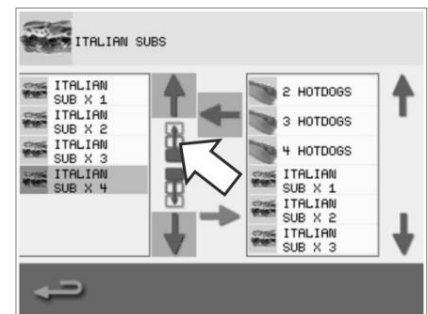 ITALIAN SUBS
ITALIAN
SUB X 1
ITALIAN
SUB X 2
ITALIAN
SUB X 3
ITALIAN
SUB X 4
2 HOTDOGS
3 HOTDOGS
4 HOTDOGS
ITALIAN
SUB X 1
ITALIAN
SUB X 2
ITALIAN
SUB X 3